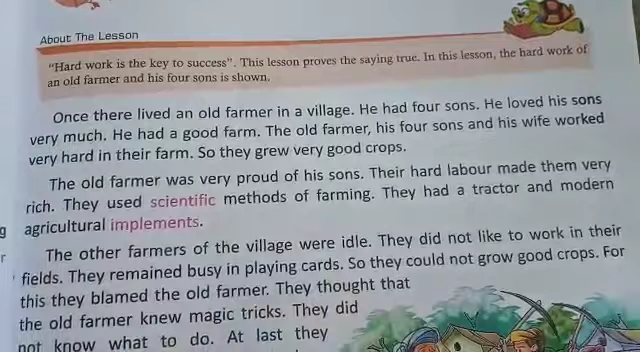 About The Lesson
"Hard work is the key to success". This lesson proves the saying true. In this lesson, the hard work of
an old farmer and his four sons is shown.
Once there lived an old farmer in a village. He had four sons. He loved his sons
very much. He had a good farm. The old farmer, his four sons and his wife worked
very hard in their farm. So they grew very good crops.
The old farmer was very proud of his sons. Their hard labour made them very
rich. They used scientific methods of farming. They had a tractor and modern
g agricultural implements.
r The other farmers of the village were idle. They did not like to work in their
fields. They remained busy in playing cards. So they could not grow good crops. For
this they blamed the old farmer. They thought that
the old farmer knew magic tricks. They did
not know what to do. At last they